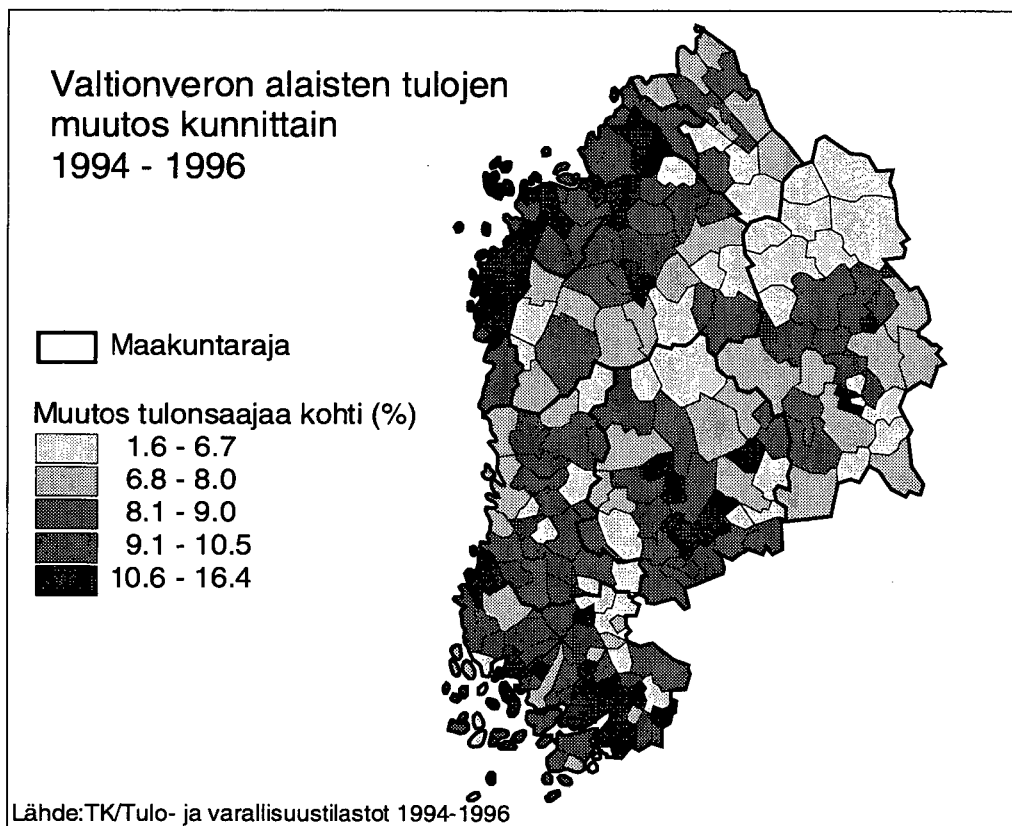 Valtionveron alaisten tulojen
muutos kunnittain
1994 - 1996
Maakuntaraja
Muutos tulonsaajaa kohti (%)
1.6 - 6.7
6.8 - 8.0
8.1 - 9.0
9.1 - 10.5
10.6 - 16.4
Lähde:TK/Tulo- ja varallisuustilastot 1994-1996